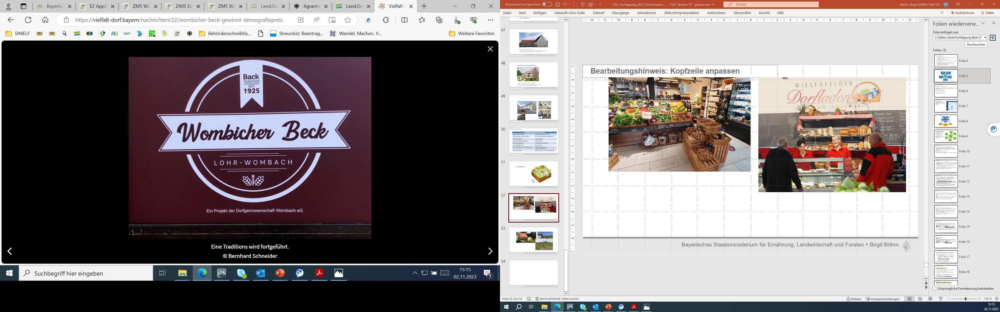 Bayerisch
E2 Appli
ZMS Wo
Z400 Ze
ZMS Wo
Land.Ge
Agrarmi
Land.Ge
Vielfalt D
https://vielfalt-dorf.bayern/nachrichten/22/wombicher-beck-gewinnt-demografiepreis
StMELF
MAP
Behördenschreibtis...
Streuobst; Beantrag...
Wandel. Machen. V...
Weitere Favoriten
Back
TRADITION
SEIT
1925
Wombicher Beck
LOHR-WOMBACH
Ein Projekt der Dorfgenossenschaft Wombach eG
Eine Traditions wird fortgeführt.
© Bernhard Schneider
Suchbegriff hier eingeben
VPN
15:15
02.11.2023
1
Automatisches Speichern
SDL_Fachtagung_2023_Thierhaupten.... • Auf "diesem PC" gespeichert
Suchen
Böhm, Birgit (StMELF Ref-E2)
BB
Datei
Start
Einfügen
Fabasoft eGov-Suite
Entwurf
Übergänge
Animationen
Bildschirmpräsentation
Aufzeichnen
Überprüfen
Ansicht
Hilfe
Aufzeichnen
Teilen
47
48
49
50
51
52
53
54
Bearbeitungshinweis: Kopfzeile anpassen
WIESENFELDER
Dorfladen
Bayerisches Staatsministerium für Ernährung, Landwirtschaft und Forsten • Birgit Böhm
Folien wiederverw...
Folie einfügen aus:
C:\Daten-lokal\Fachtagung ByAk G'
Durchsuchen
Folien: 32
Folie 4
Folie 5
Folie 6
Folie 7
Folie 8
Folie 9
Folie 10
Folie 11
Folie 12
Folie 13
Folie 14
Folie 15
Folie 16
Folie 17
Folie 18
Ursprüngliche Formatierung beibehalten
Folie 52 von 54
Barrierefreiheit: Untersuchen
Notizen
Anzeigeeinstellungen
135 %
VPN
15:15
02.11.2023